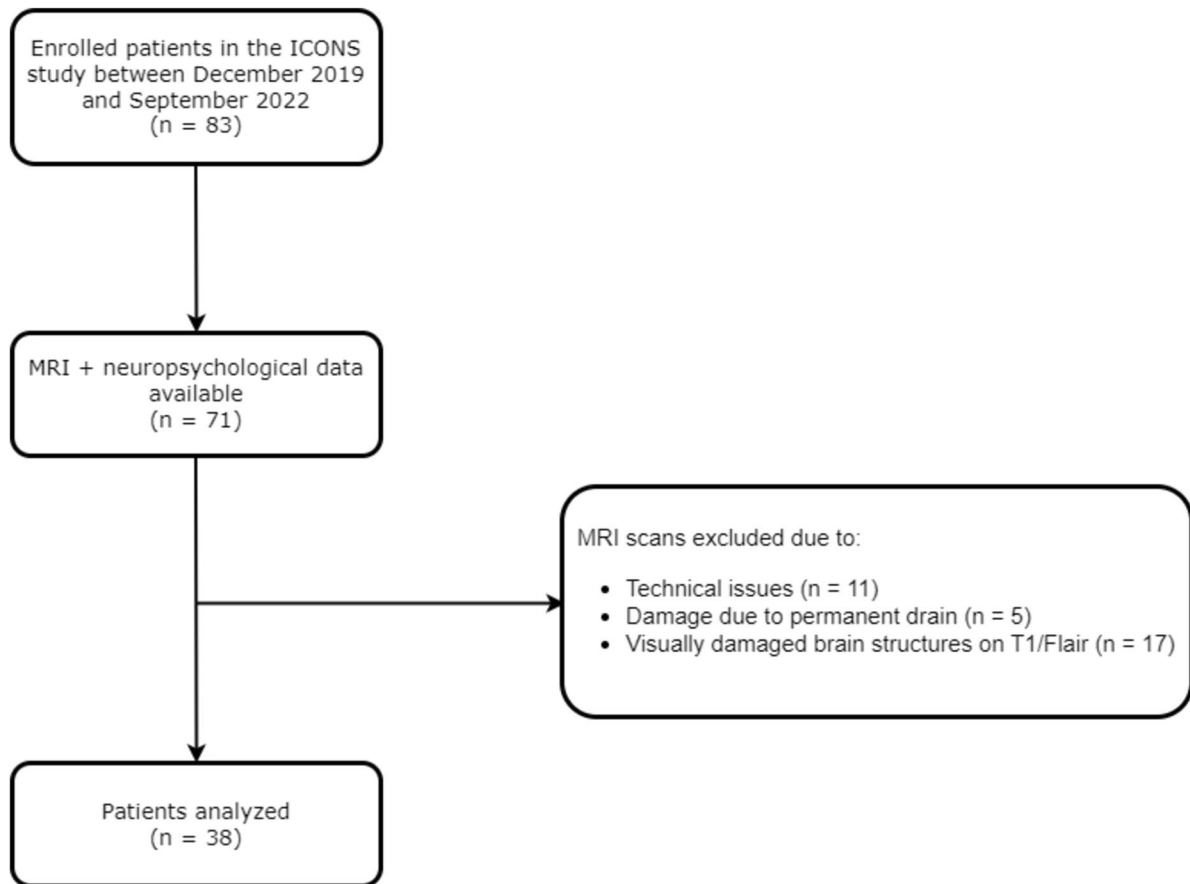 Enrolled patients in the ICONS
study between December 2019
and September 2022
(n = 83)
MRI + neuropsychological data
available
(n = 71)
MRI scans excluded due to:
• Technical issues (n = 11)
• Damage due to permanent drain (n = 5)
• Visually damaged brain structures on T1/Flair (n = 17)
Patients analyzed
(n = 38)